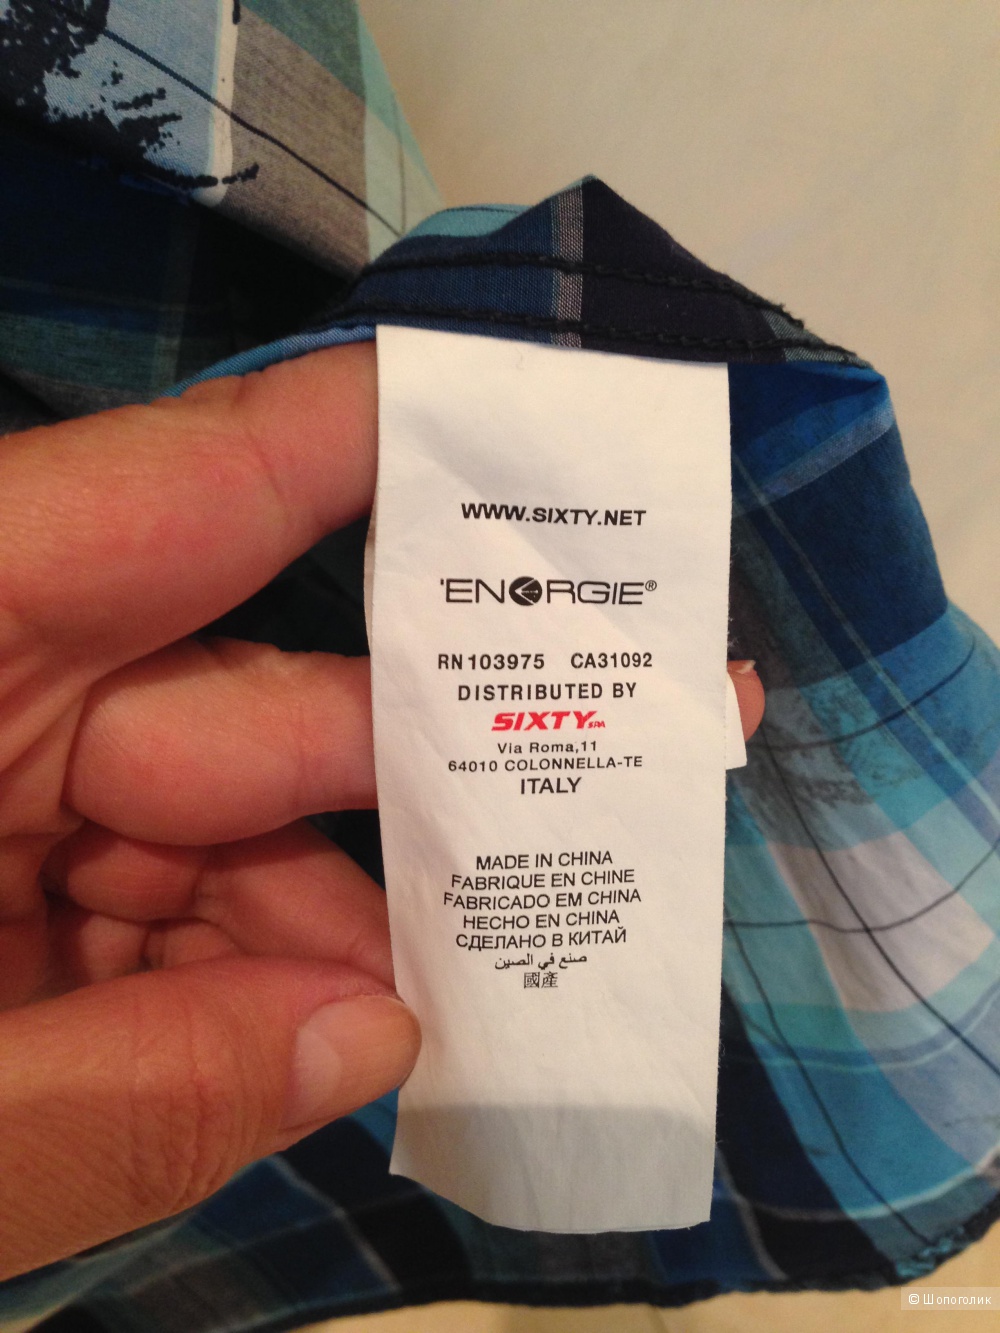 WWW.SIXTY.NET
'ENERGIE®
RN 103975 CA31092
DISTRIBUTED BY
SIXTY SPA
Via Roma,11
64010 COLONNELLA-TE
ITALY
MADE IN CHINA
FABRIQUE EN CHINE
FABRICADO EM CHINA
HECHO EN CHINA
СДЕЛАНО В КИТАЙ
صنع في الصين
國產
© Шопоголик